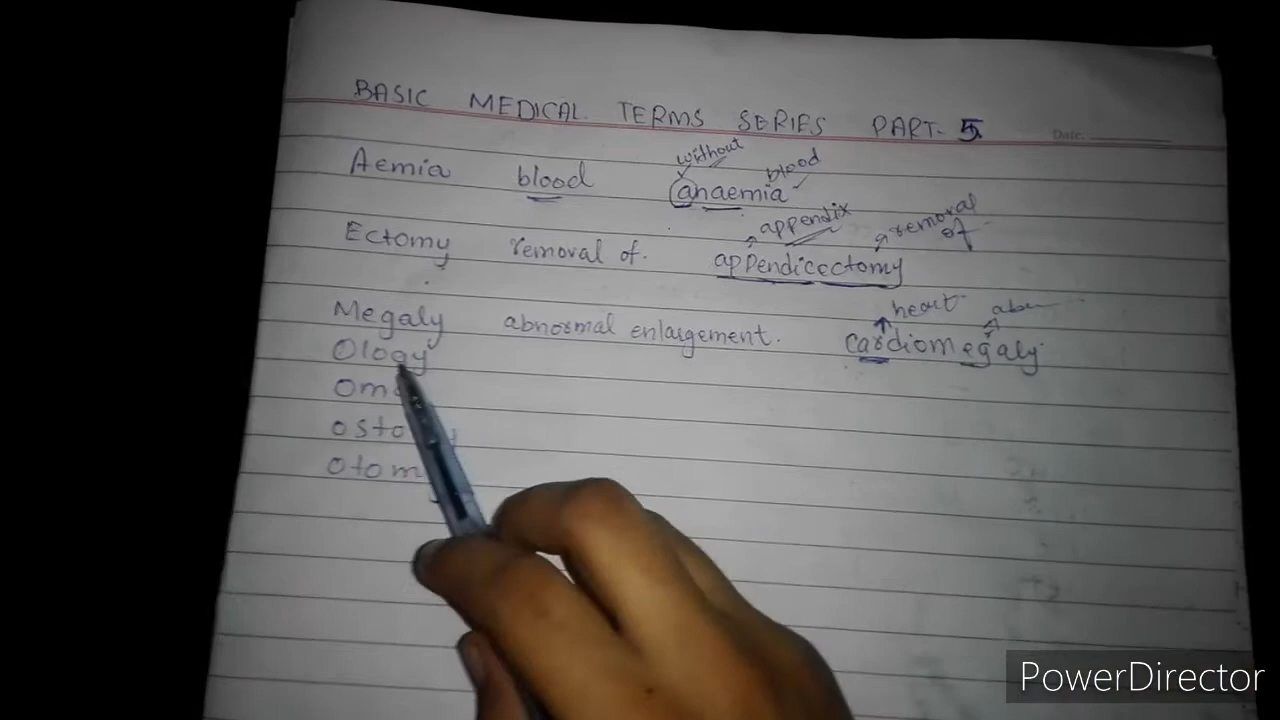 BASIC MEDICAL TERMS SERIES PART-5
Date:
without
blood
Aemia blood anaemia
appendix removal of
Ectomy removal of. appendicectomy
heart
Megaly abnormal enlargement. cardiomegaly
Ology
PowerDirector